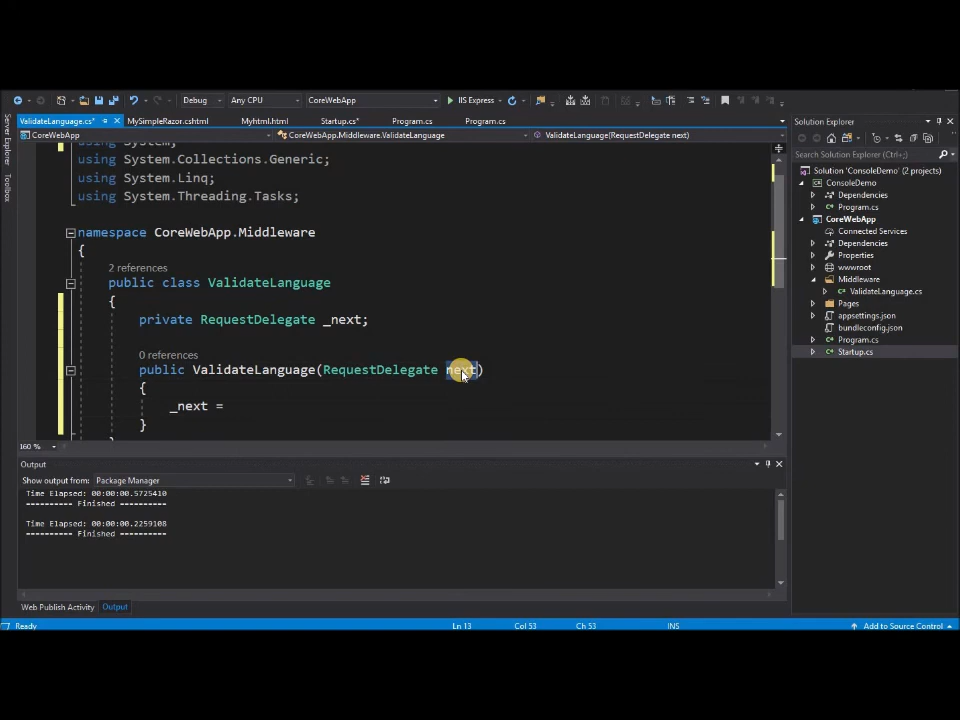 Debug Any CPU CoreWebApp IIS Express
ValidateLanguage.cs* MySimpleRazor.cshtml Myhtml.html Startup.cs* Program.cs Program.cs
CoreWebApp CoreWebApp.Middleware.ValidateLanguage ValidateLanguage(RequestDelegate next)
Server Explorer
Toolbox
using System;
using System.Collections.Generic;
using System.Linq;
using System.Threading.Tasks;
namespace CoreWebApp.Middleware
{
2 references
public class ValidateLanguage
{
private RequestDelegate _next;
0 references
public ValidateLanguage(RequestDelegate next)
{
_next =
}
160 %
Output
Show output from: Package Manager
Time Elapsed: 00:00:00.5725410
========== Finished ==========
Time Elapsed: 00:00:00.2259108
========== Finished ==========
Web Publish Activity Output
Ready Ln 13 Col 53 Ch 53 INS Add to Source Control
Solution Explorer
Search Solution Explorer (Ctrl+;)
Solution 'ConsoleDemo' (2 projects)
ConsoleDemo
Dependencies
Program.cs
CoreWebApp
Connected Services
Dependencies
Properties
wwwroot
Middleware
ValidateLanguage.cs
Pages
appsettings.json
bundleconfig.json
Program.cs
Startup.cs